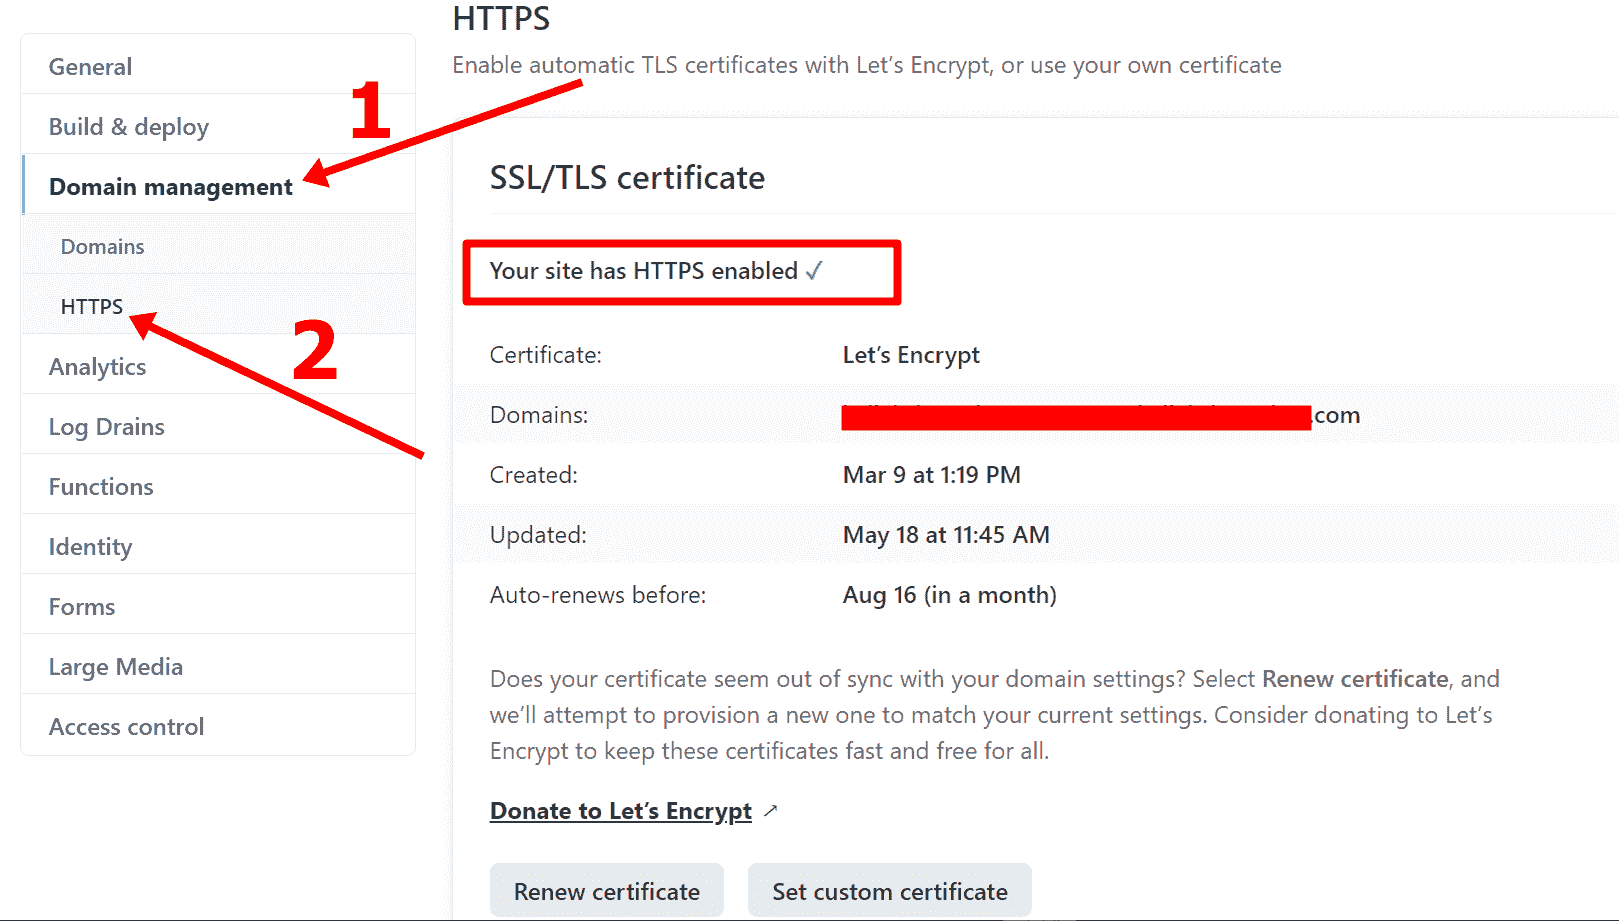 HTTPS
Enable automatic TLS certificates with Let's Encrypt, or use your own certificate
General
Build & deploy
Domain management
Domains
HTTPS
Analytics
Log Drains
Functions
Identity
Forms
Large Media
Access control
1
2
SSL/TLS certificate
Your site has HTTPS enabled ✓
Certificate: Let's Encrypt
Domains: .com
Created: Mar 9 at 1:19 PM
Updated: May 18 at 11:45 AM
Auto-renews before: Aug 16 (in a month)
Does your certificate seem out of sync with your domain settings? Select Renew certificate, and
we'll attempt to provision a new one to match your current settings. Consider donating to Let's
Encrypt to keep these certificates fast and free for all.
Donate to Let's Encrypt ↗
Renew certificate Set custom certificate